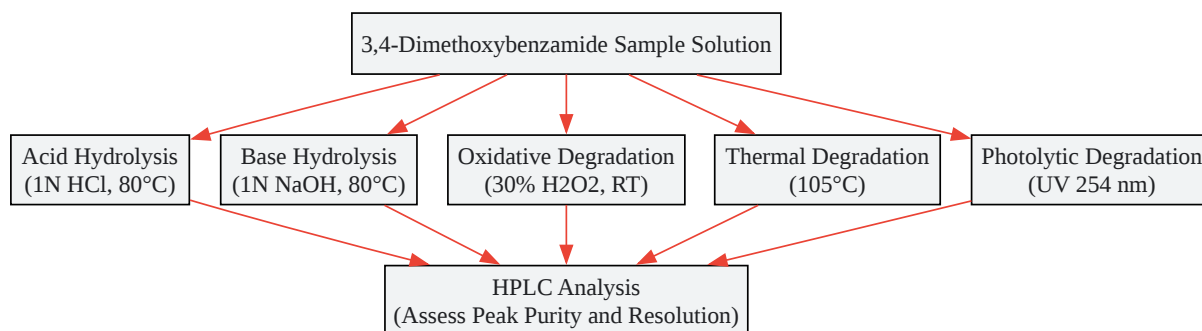 3,4-Dimethoxybenzamide Sample Solution
Acid Hydrolysis
(1N HCl, 80°C)
Base Hydrolysis
(1N NaOH, 80°C)
Oxidative Degradation
(30% H2O2, RT)
Thermal Degradation
(105°C)
Photolytic Degradation
(UV 254 nm)
HPLC Analysis
(Assess Peak Purity and Resolution)